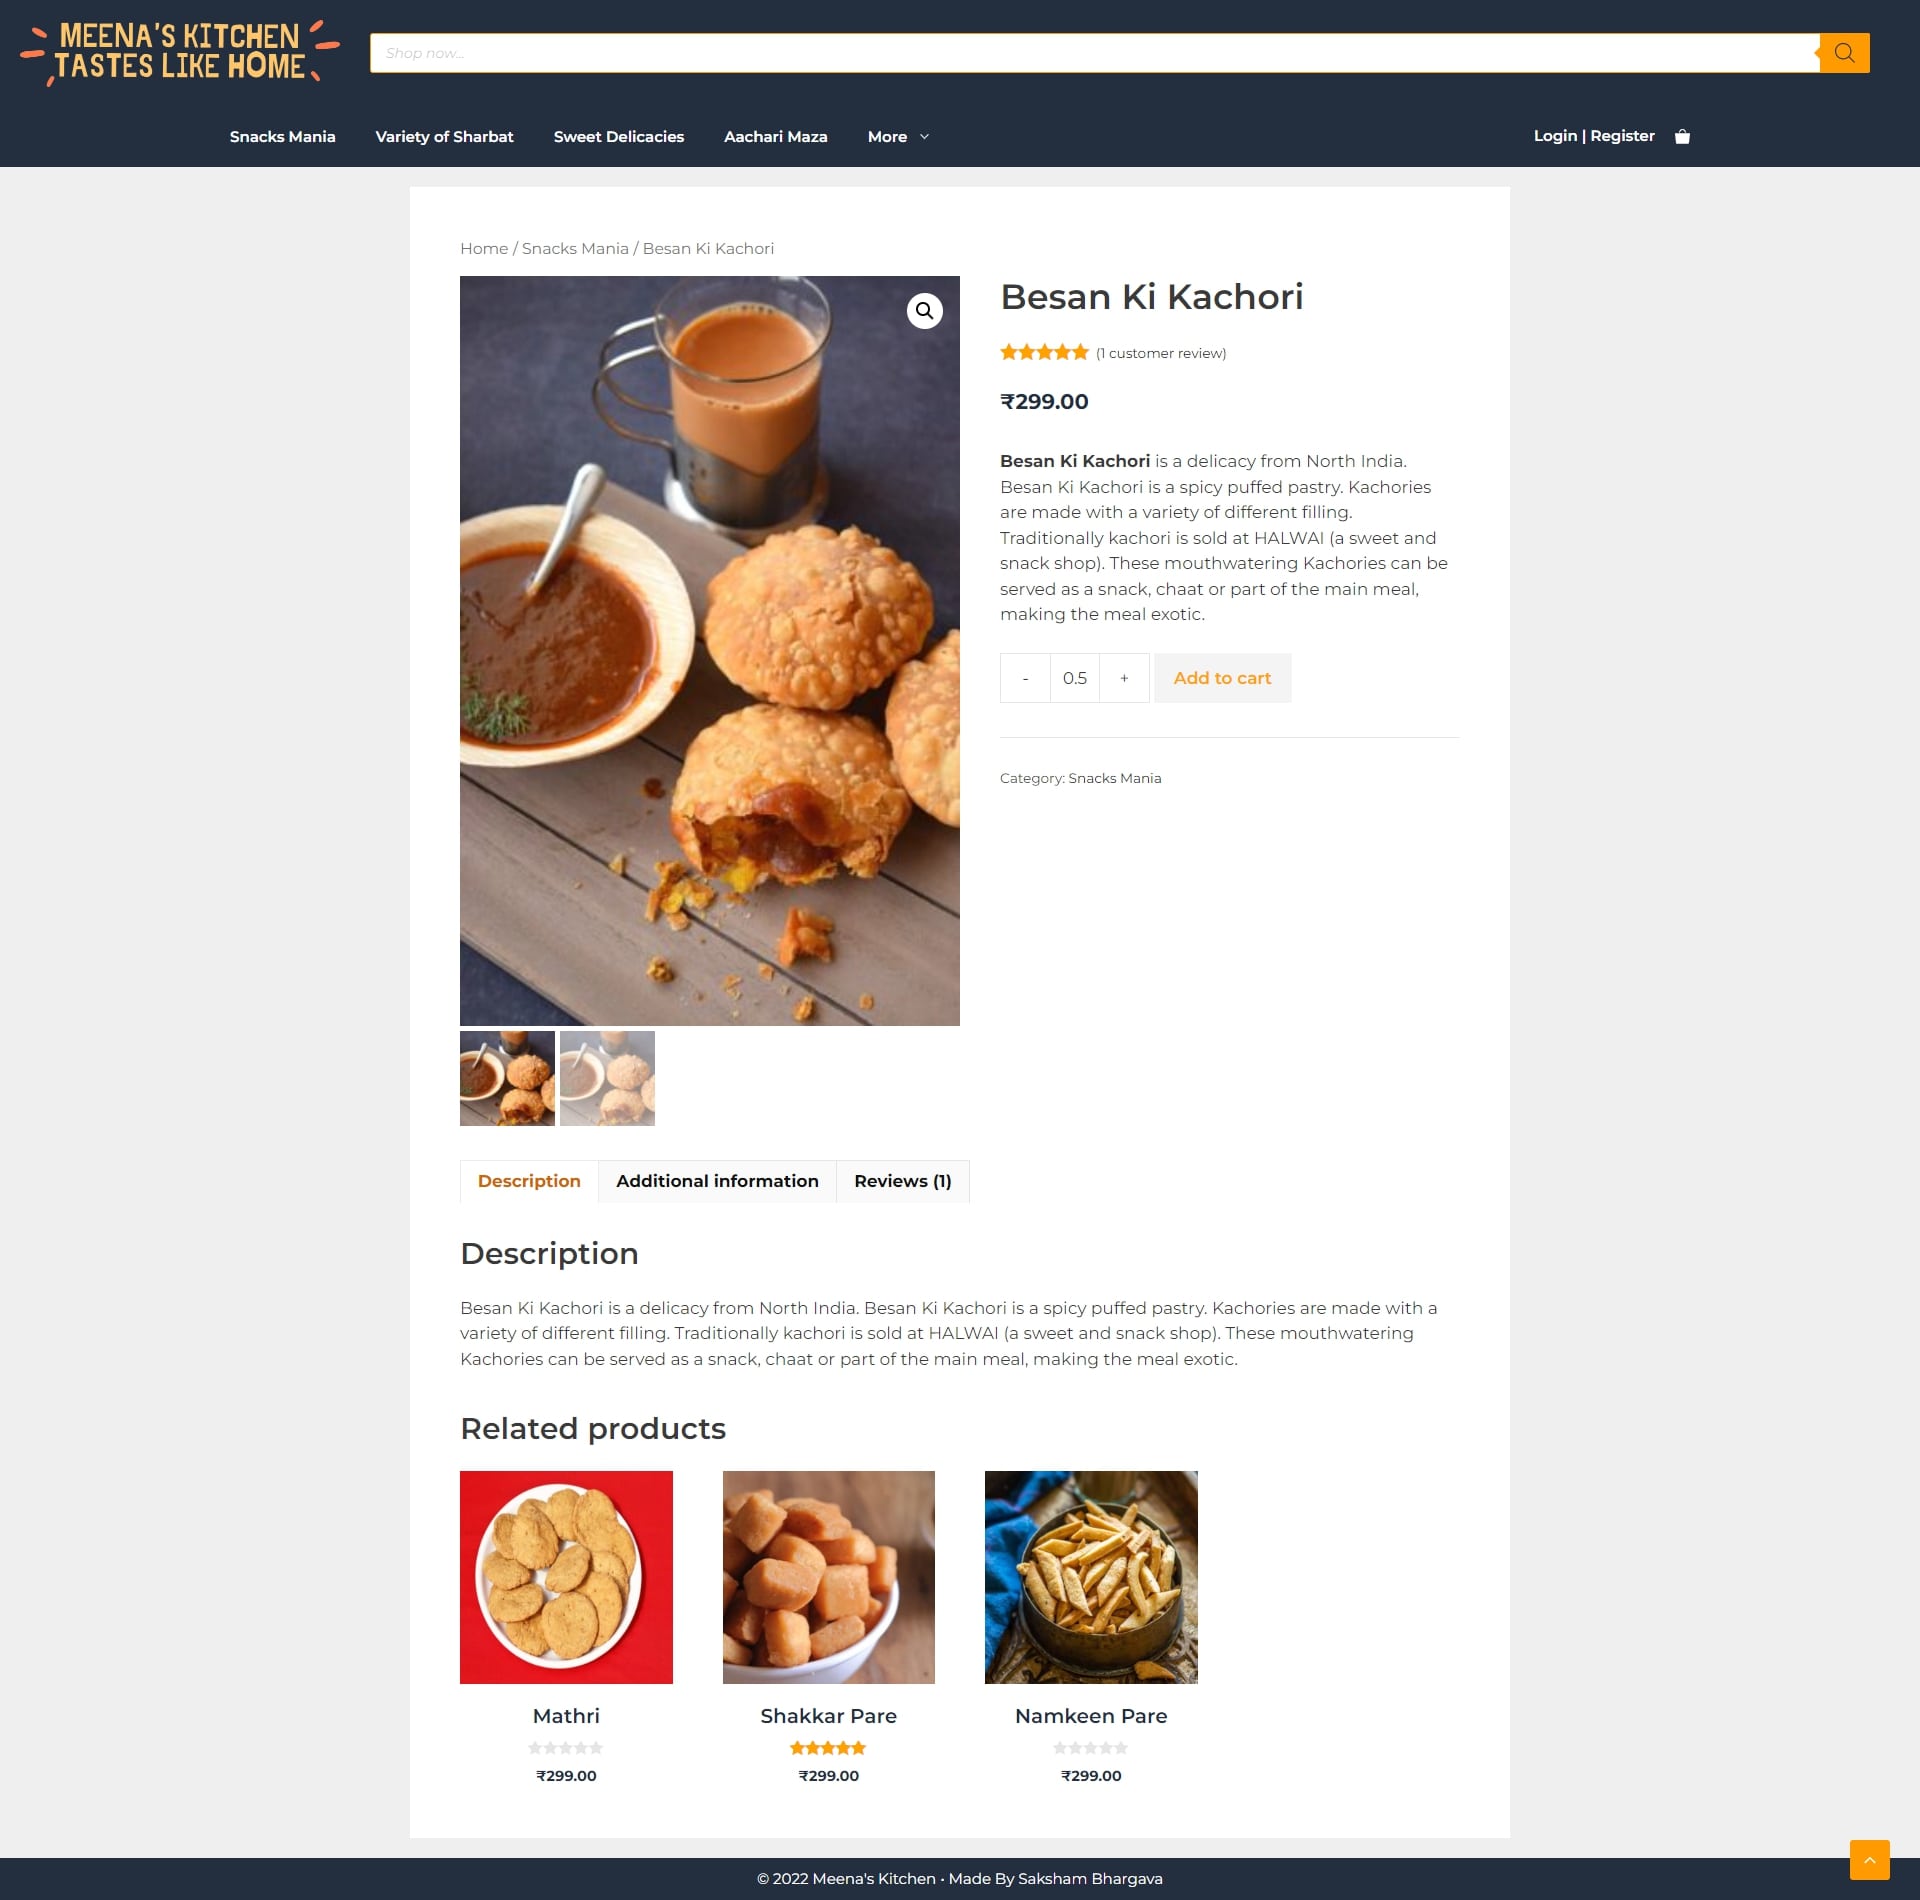 MEENA'S KITCHEN
TASTES LIKE HOME
Shop now...
Snacks Mania
Variety of Sharbat
Sweet Delicacies
Aachari Maza
More
Login | Register
Home / Snacks Mania / Besan Ki Kachori
Besan Ki Kachori
(1 customer review)
₹299.00
Besan Ki Kachori is a delicacy from North India.
Besan Ki Kachori is a spicy puffed pastry. Kachories
are made with a variety of different filling.
Traditionally kachori is sold at HALWAI (a sweet and
snack shop). These mouthwatering Kachories can be
served as a snack, chaat or part of the main meal,
making the meal exotic.
- 0.5 + Add to cart
Category: Snacks Mania
Description
Additional information
Reviews (1)
Description
Besan Ki Kachori is a delicacy from North India. Besan Ki Kachori is a spicy puffed pastry. Kachories are made with a
variety of different filling. Traditionally kachori is sold at HALWAI (a sweet and snack shop). These mouthwatering
Kachories can be served as a snack, chaat or part of the main meal, making the meal exotic.
Related products
Mathri
₹299.00
Shakkar Pare
₹299.00
Namkeen Pare
₹299.00
© 2022 Meena's Kitchen • Made By Saksham Bhargava